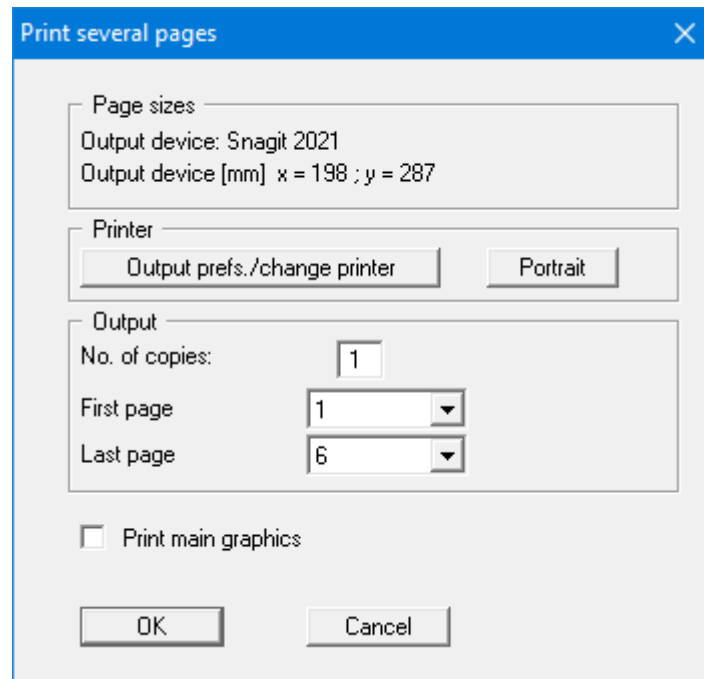 Print several pages
Page sizes
Output device: Snagit 2021
Output device [mm]  x = 198 ; y = 287
Printer
Output prefs./change printer
Portrait
Output
No. of copies:
1
First page
1
Last page
6
Print main graphics
OK
Cancel